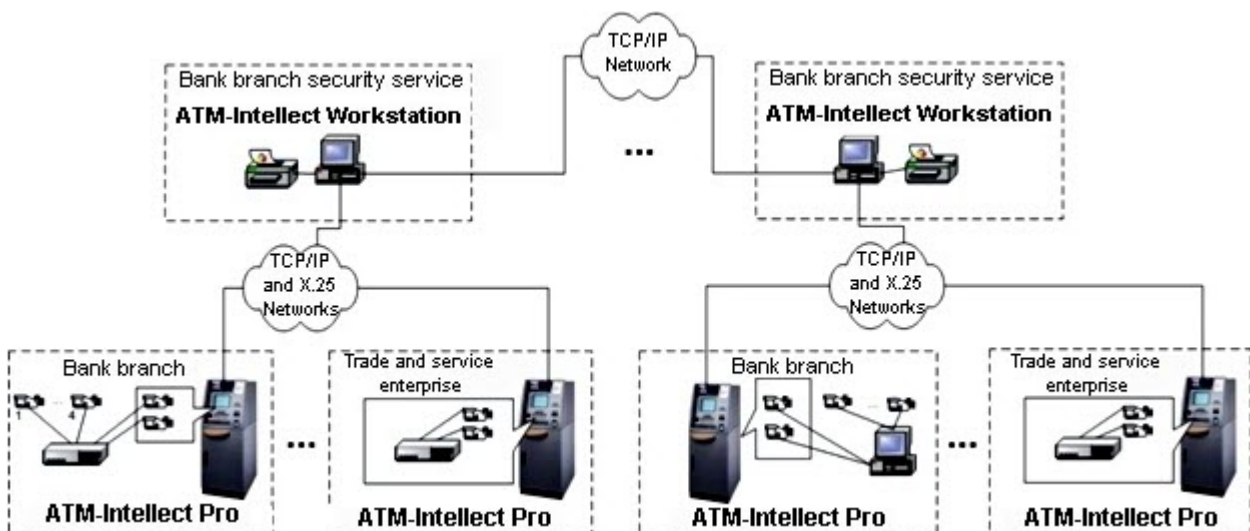 TCP/IP
Network
Bank branch security service
ATM-Intellect Workstation
...
Bank branch security service
ATM-Intellect Workstation
TCP/IP
and X.25
Networks
TCP/IP
and X.25
Networks
Bank branch
1 ... 4
ATM-Intellect Pro
...
Trade and service
enterprise
ATM-Intellect Pro
Bank branch
...
ATM-Intellect Pro
...
Trade and service
enterprise
ATM-Intellect Pro